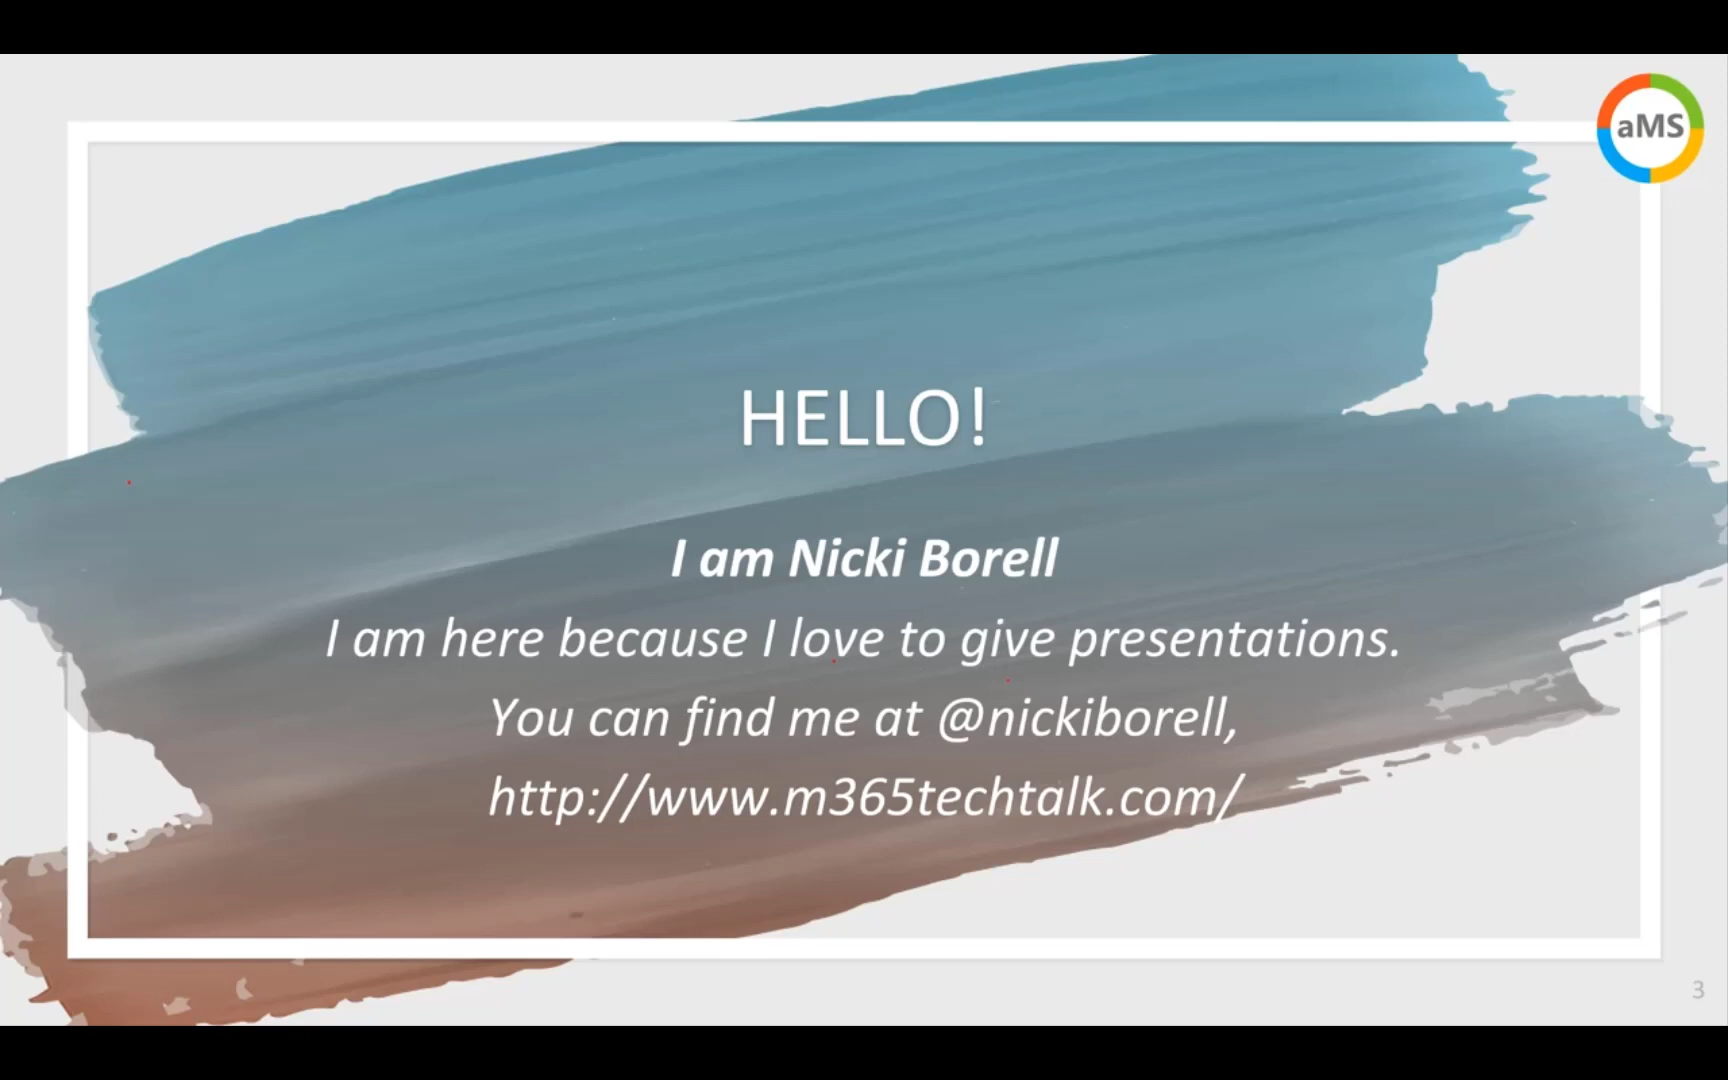 aMS
HELLO!
I am Nicki Borell
I am here because I love to give presentations.
You can find me at @nickiborell,
http://www.m365techtalk.com/
3